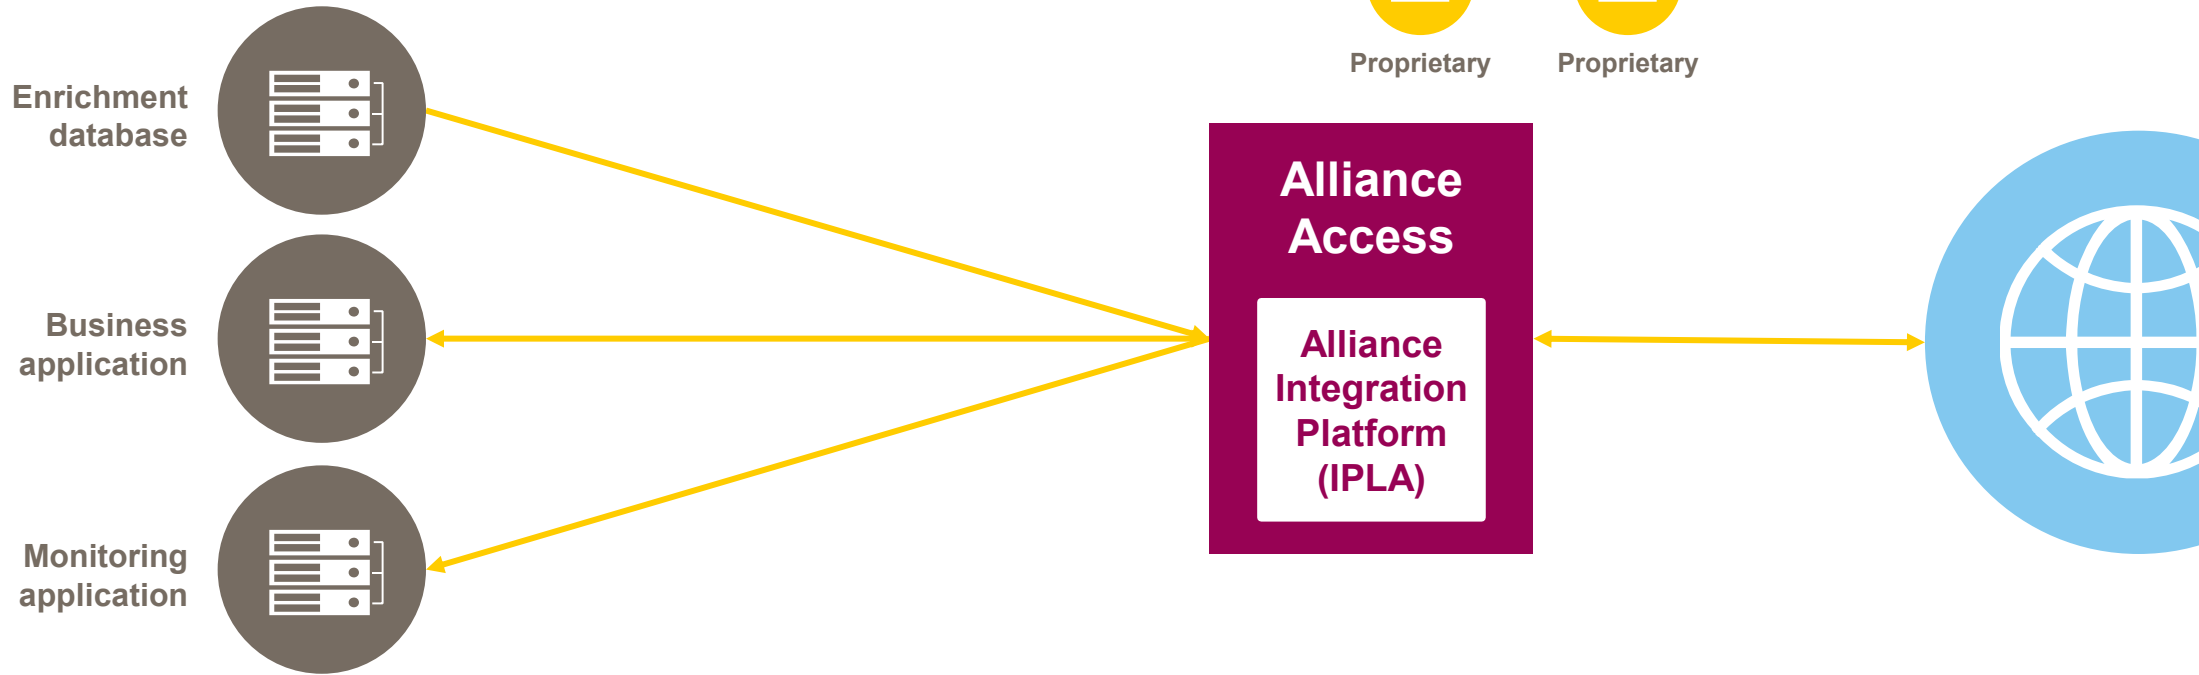 Proprietary
Proprietary
Enrichment
database
Alliance
Access
Business
application
Alliance
Integration
Platform
(IPLA)
Monitoring
application